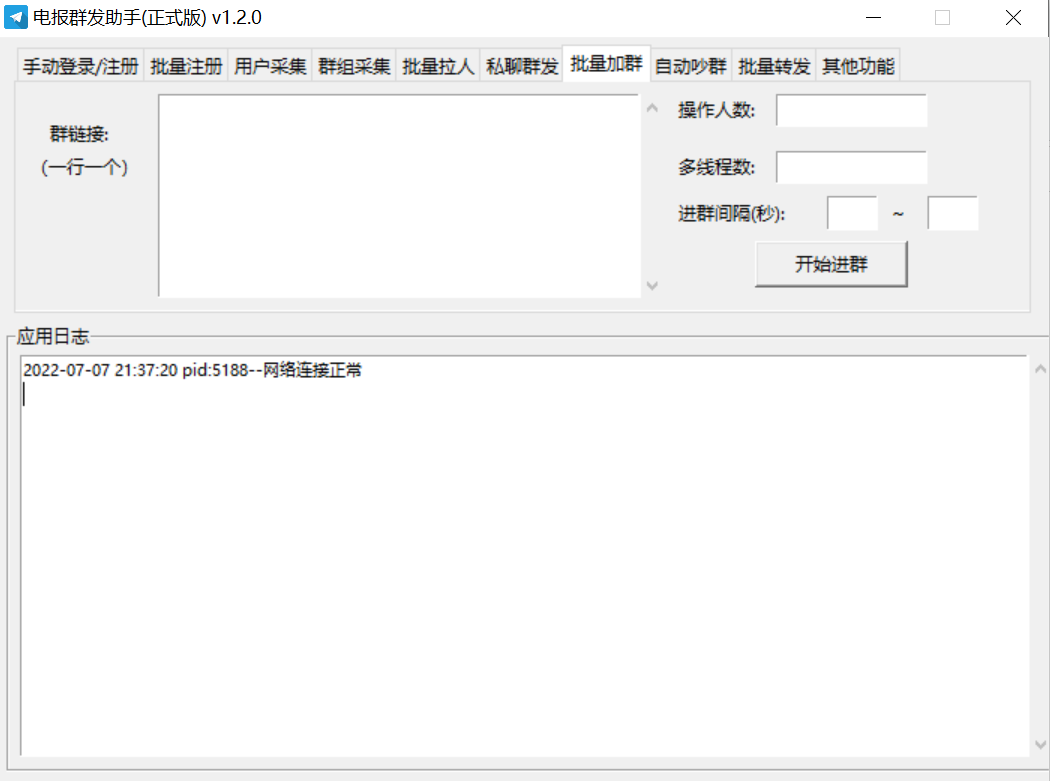 电报群发助手(正式版) v1.2.0
手动登录/注册 批量注册 用户采集 群组采集 批量拉人 私聊群发 批量加群 自动吵群 批量转发 其他功能
群链接:
(一行一个)
操作人数:
多线程数:
进群间隔(秒): ~
开始进群
应用日志
2022-07-07 21:37:20 pid:5188--网络连接正常